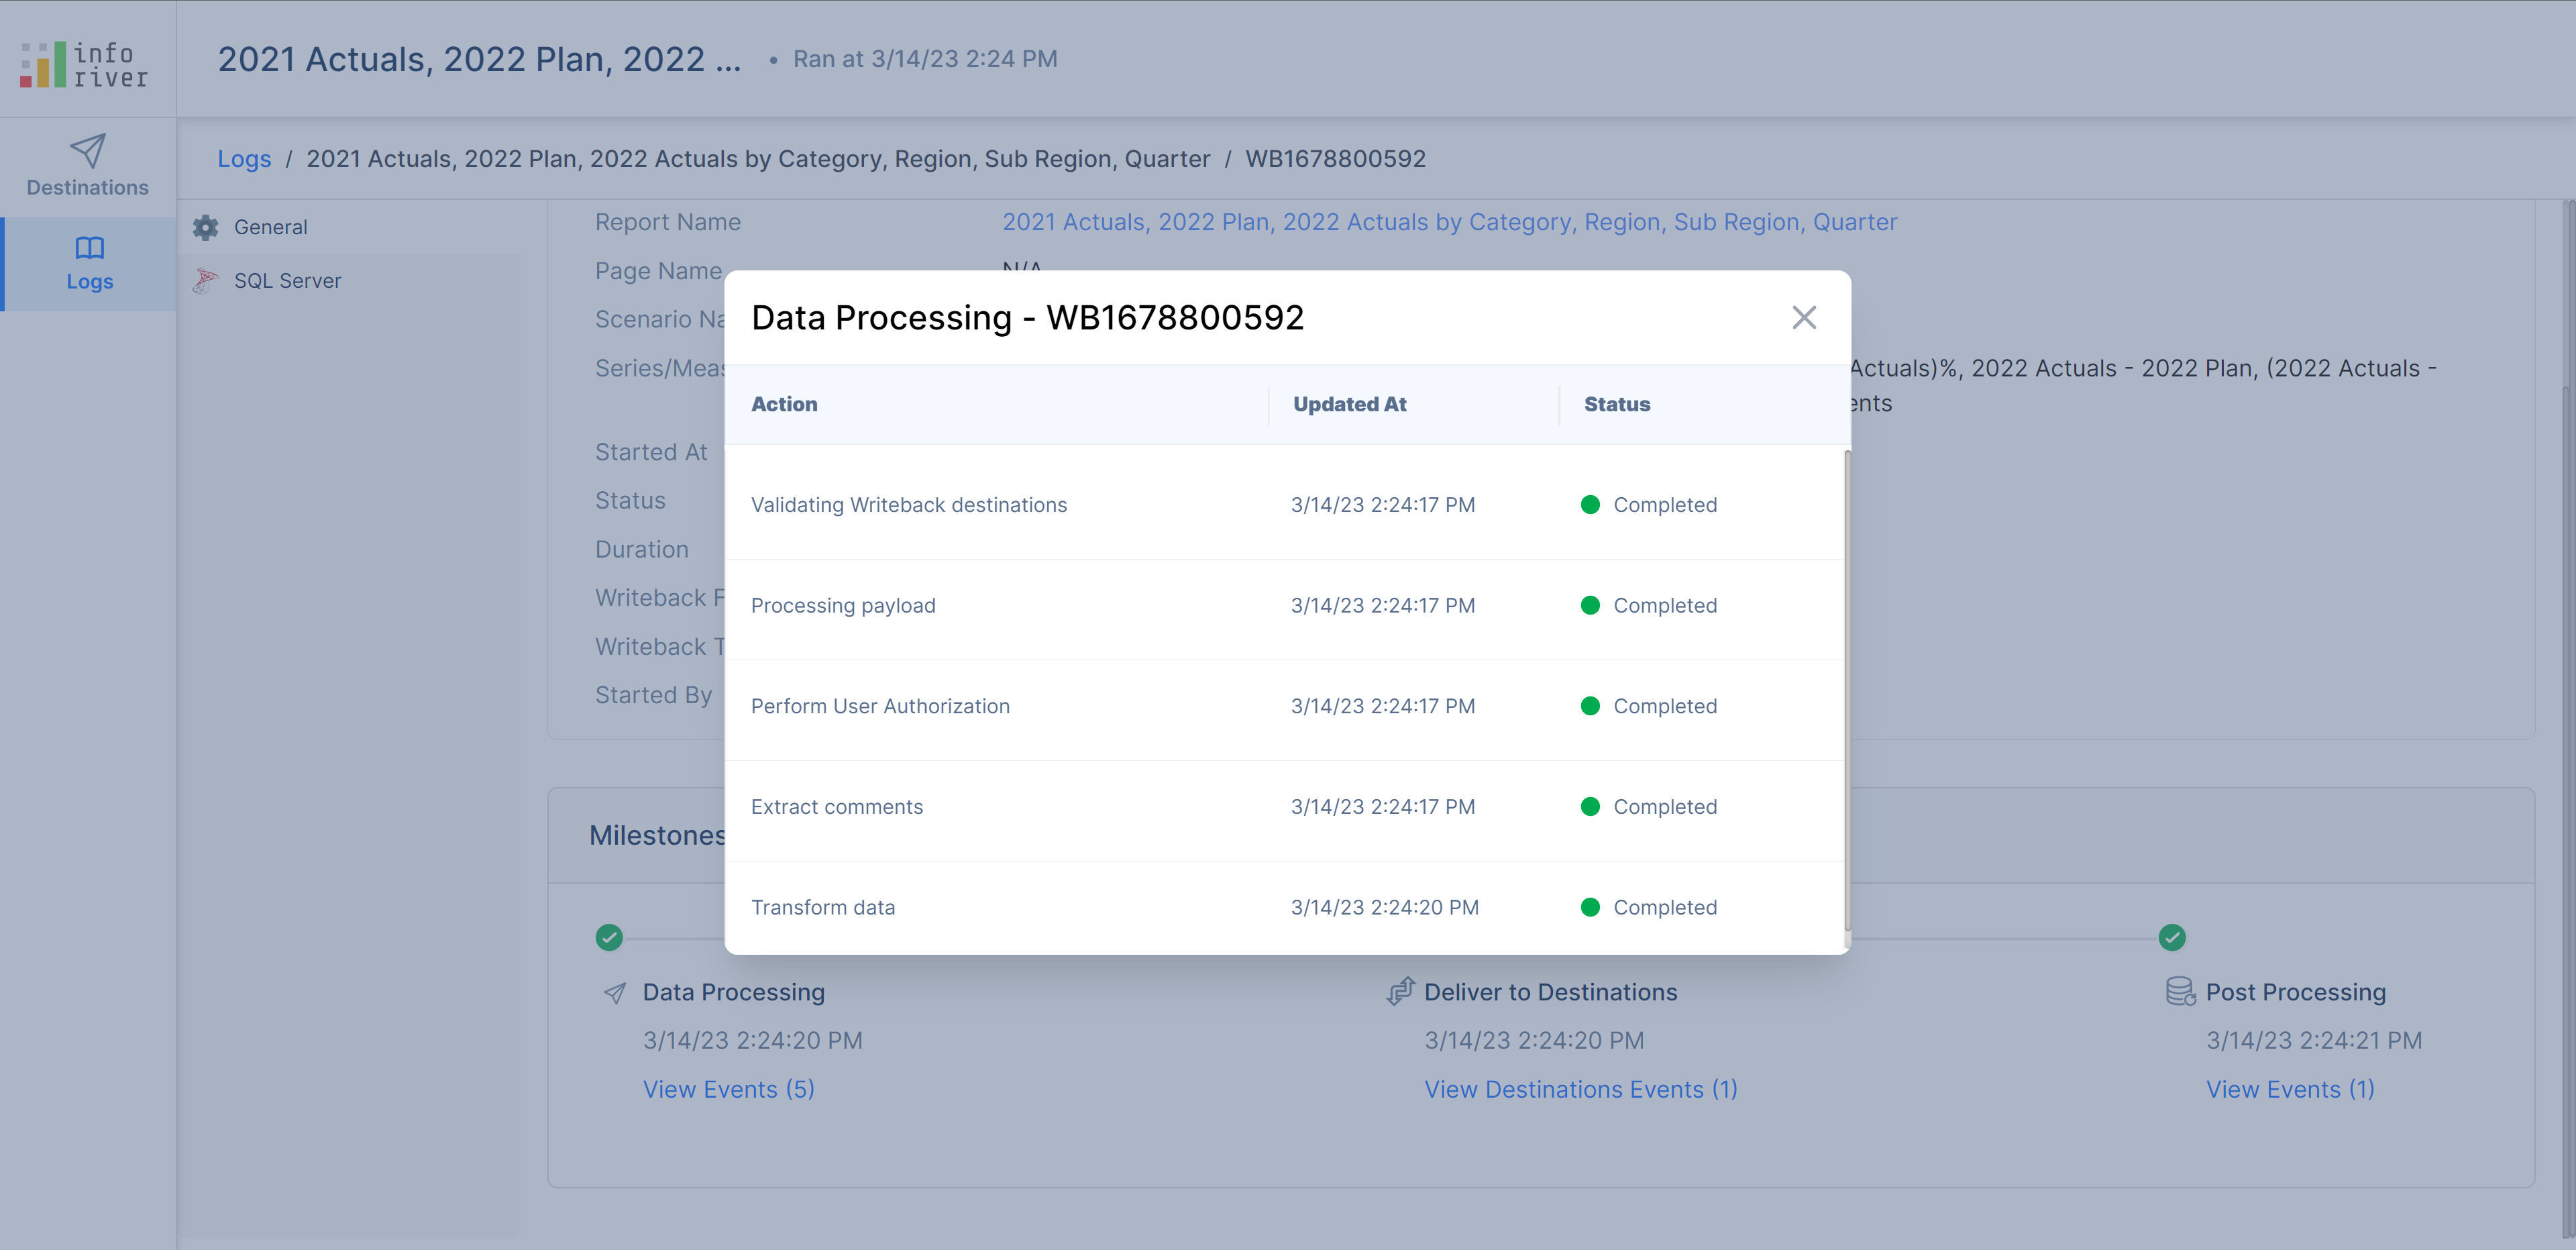 info
river
2021 Actuals, 2022 Plan, 2022 ...
• Ran at 3/14/23 2:24 PM
Destinations
Logs
Logs / 2021 Actuals, 2022 Plan, 2022 Actuals by Category, Region, Sub Region, Quarter / WB1678800592
General
SQL Server
Report Name
2021 Actuals, 2022 Plan, 2022 Actuals by Category, Region, Sub Region, Quarter
Page Name
N/A
Scenario Na
Series/Meas
Actuals)%, 2022 Actuals - 2022 Plan, (2022 Actuals -
ents
Started At
Status
Duration
Writeback F
Writeback T
Started By
Data Processing - WB1678800592
Action Updated At Status
Validating Writeback destinations 3/14/23 2:24:17 PM Completed
Processing payload 3/14/23 2:24:17 PM Completed
Perform User Authorization 3/14/23 2:24:17 PM Completed
Extract comments 3/14/23 2:24:17 PM Completed
Transform data 3/14/23 2:24:20 PM Completed
Milestones
Data Processing
3/14/23 2:24:20 PM
View Events (5)
Deliver to Destinations
3/14/23 2:24:20 PM
View Destinations Events (1)
Post Processing
3/14/23 2:24:21 PM
View Events (1)